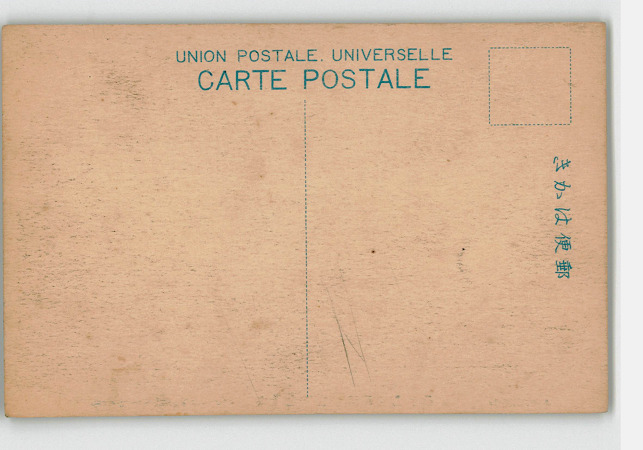 UNION POSTALE. UNIVERSELLE
CARTE POSTALE
きかは便郵